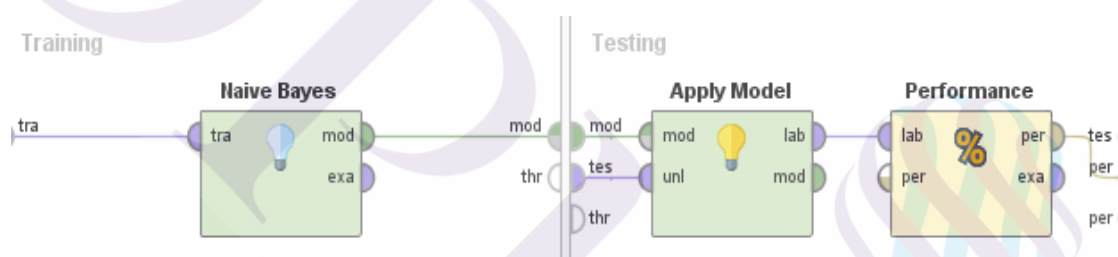 Training
Testing
Naive Bayes
Apply Model
Performance
tra
tra
mod
mod
mod
mod
lab
lab
%
per
tes
exa
thr
tes
unl
mod
per
exa
per
thr
per